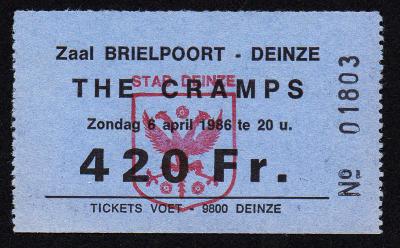 Zaal BRIELPOORT - DEINZE
STAD DEINZE
THE CRAMPS
Zondag 6 april 1986 te 20 u.
420 Fr.
TICKETS VOET - 9800 DEINZE
No 01803